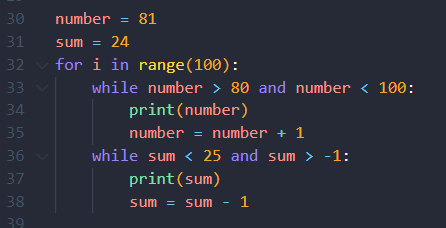 30 number = 81
31 sum = 24
32 for i in range(100):
33     while number > 80 and number < 100:
34         print(number)
35         number = number + 1
36     while sum < 25 and sum > -1:
37         print(sum)
38         sum = sum - 1
39